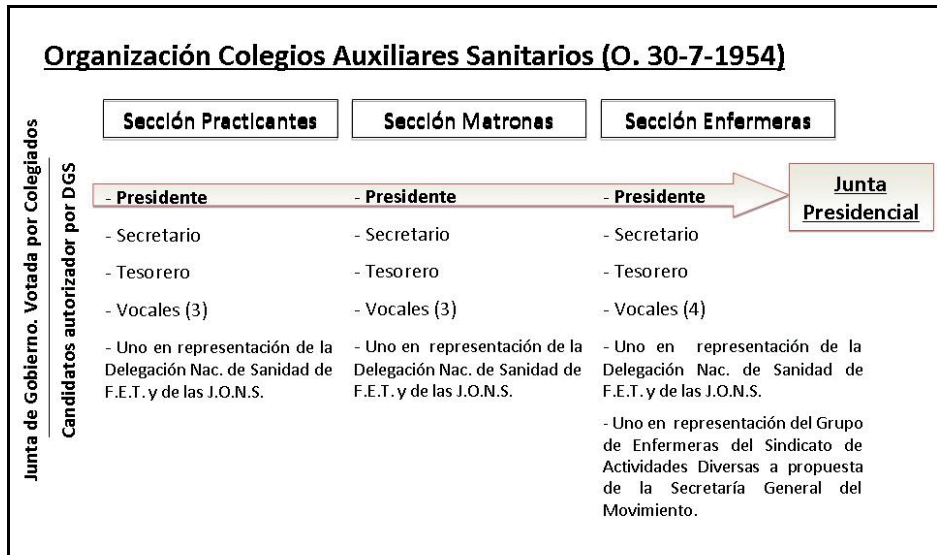 Organización Colegios Auxiliares Sanitarios (O. 30-7-1954)
Junta de Gobierno. Votada por Colegiados
Candidatos autorizador por DGS
Sección Practicantes
- Presidente
- Secretario
- Tesorero
- Vocales (3)
- Uno en representación de la
Delegación Nac. de Sanidad de
F.E.T. y de las J.O.N.S.
Sección Matronas
- Presidente
- Secretario
- Tesorero
- Vocales (3)
- Uno en representación de la
Delegación Nac. de Sanidad de
F.E.T. y de las J.O.N.S.
Sección Enfermeras
- Presidente
- Secretario
- Tesorero
- Vocales (4)
- Uno en representación de la
Delegación Nac. de Sanidad de
F.E.T. y de las J.O.N.S.
- Uno en representación del Grupo
de Enfermeras del Sindicato de
Actividades Diversas a propuesta
de la Secretaría General del
Movimiento.
Junta
Presidencial